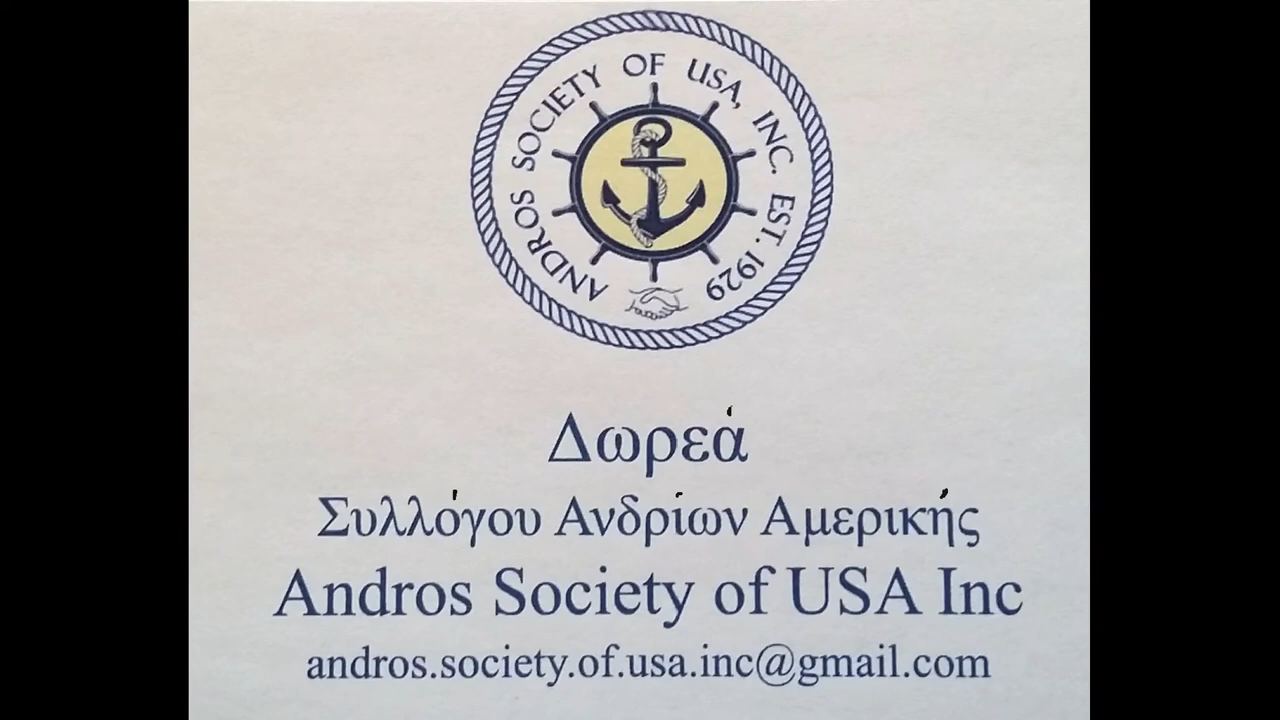 ANDROS SOCIETY OF USA, INC. EST. 1929
Δωρεά
Συλλόγου Ανδρίων Αμερικής
Andros Society of USA Inc
andros.society.of.usa.inc@gmail.com